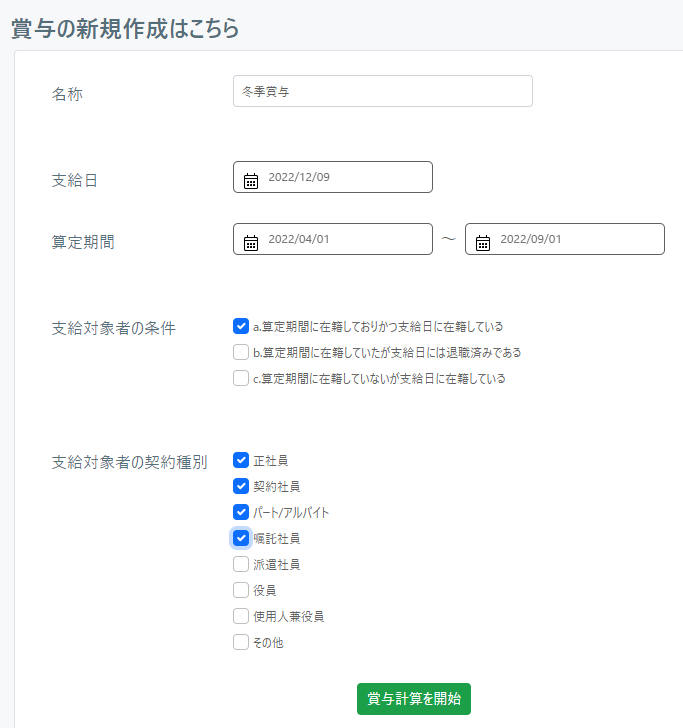 賞与の新規作成はこちら
名称 冬季賞与
支給日 2022/12/09
算定期間 2022/04/01 ～ 2022/09/01
支給対象者の条件 a.算定期間に在籍しておりかつ支給日に在籍している
b.算定期間に在籍していたが支給日には退職済みである
c.算定期間に在籍していないが支給日に在籍している
支給対象者の契約種別 正社員
契約社員
パート/アルバイト
嘱託社員
派遣社員
役員
使用人兼役員
その他
賞与計算を開始